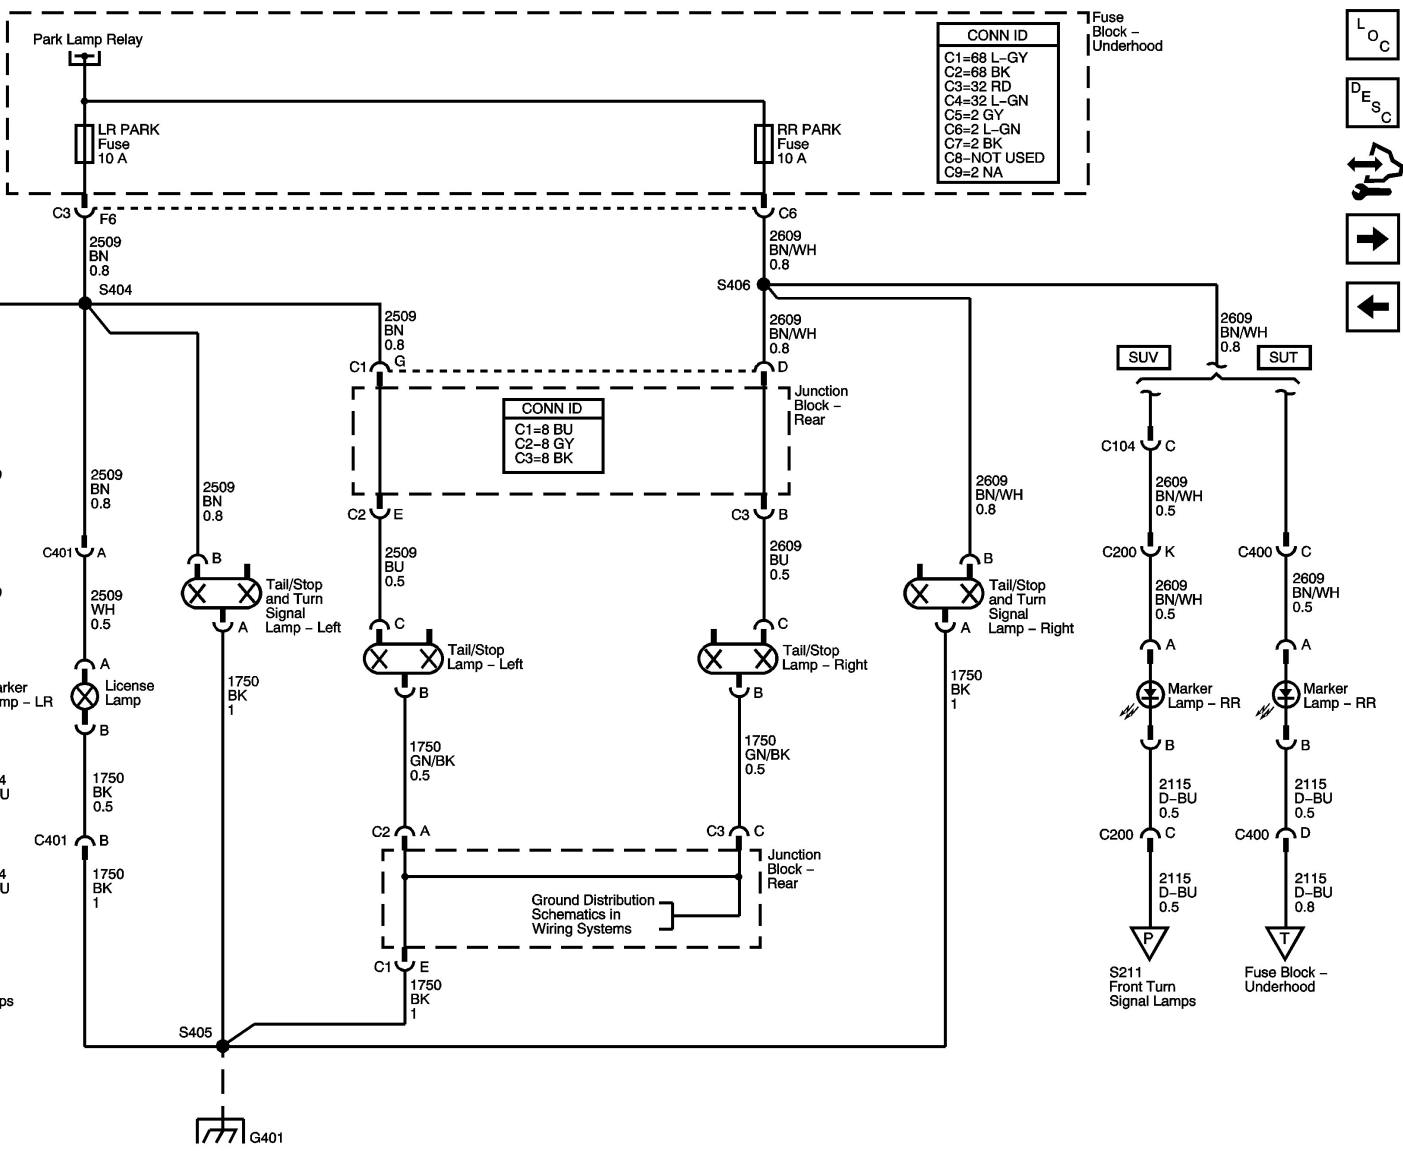 Park Lamp Relay
CONN ID
C1=68 L-GY
C2=68 BK
C3=32 RD
C4=32 L-GN
C5=2 GY
C6=2 L-GN
C7=2 BK
C8-NOT USED
C9=2 NA
Fuse
Block –
Underhood
L
O
C
D
E
S
C
LR PARK
Fuse
10 A
RR PARK
Fuse
10 A
C3
F6
C6
2509
BN
0.8
2609
BN/WH
0.8
S404
S406
2509
BN
0.8
2609
BN/WH
0.8
2609
BN/WH
0.8
SUV
SUT
C1
G
D
Junction
Block –
Rear
CONN ID
C1=8 BU
C2-8 GY
C3=8 BK
C104
C
2509
BN
0.8
2509
BN
0.8
2609
BN/WH
0.8
2609
BN/WH
0.5
C2
E
C3
B
C401
A
B
2509
BU
0.5
2609
BU
0.5
B
C200
K
C400
C
2509
WH
0.5
Tail/Stop
and Turn
Signal
Lamp – Left
Tail/Stop
and Turn
Signal
Lamp – Right
2609
BN/WH
0.5
2609
BN/WH
0.5
A
C
C
A
A
A
A
Tail/Stop
Lamp – Left
Tail/Stop
Lamp – Right
arker
mp – LR
License
Lamp
1750
BK
1
B
B
1750
BK
1
Marker
Lamp – RR
Marker
Lamp – RR
B
B
B
1750
GN/BK
0.5
1750
GN/BK
0.5
4
U
1750
BK
0.5
2115
D-BU
0.5
2115
D-BU
0.5
C401
B
C2
A
C3
C
C200
C
C400
D
4
U
1750
BK
1
Junction
Block –
Rear
2115
D-BU
0.5
2115
D-BU
0.8
Ground Distribution
Schematics in
Wiring Systems
P
T
C1
E
S211
Front Turn
Signal Lamps
Fuse Block –
Underhood
ps
1750
BK
1
S405
G401